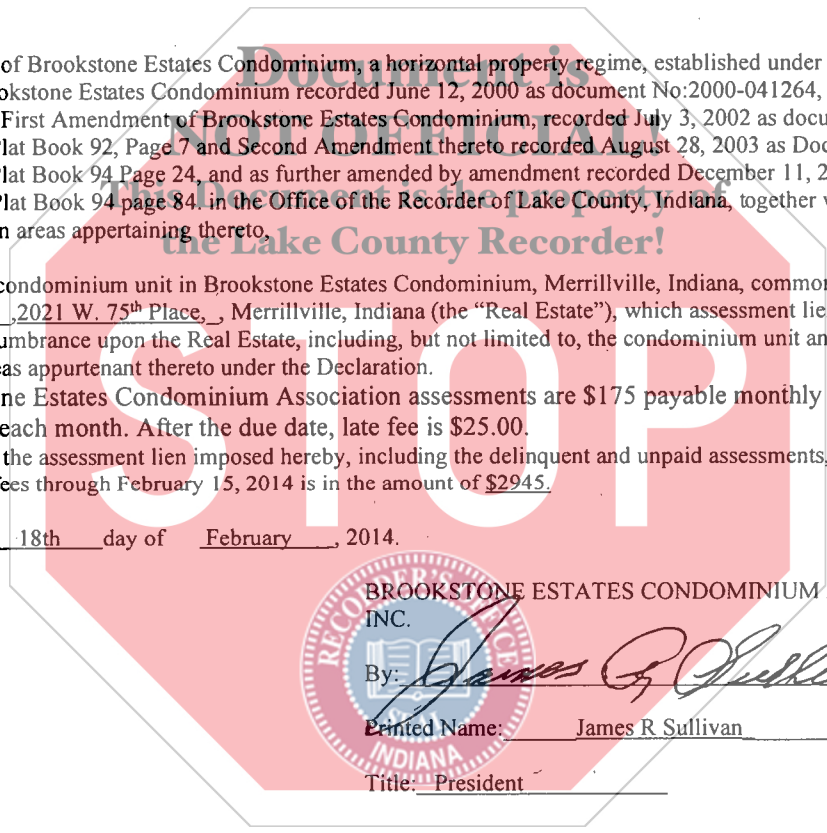 of Brookstone Estates Condominium, a horizontal property regime, established under
okstone Estates Condominium recorded June 12, 2000 as document No:2000-041264,
First Amendment of Brookstone Estates Condominium, recorded July 3, 2002 as docu
lat Book 92, Page 7 and Second Amendment thereto recorded August 28, 2003 as Doc
lat Book 94 Page 24, and as further amended by amendment recorded December 11, 2
lat Book 94 page 84, in the Office of the Recorder of Lake County, Indiana, together
n areas appertaining thereto,
Document is
NOT OFFICIAL!
This Document is the property of
the Lake County Recorder!
condominium unit in Brookstone Estates Condominium, Merrillville, Indiana, common
,2021 W. 75th Place, , Merrillville, Indiana (the “Real Estate”), which assessment lie
umbrance upon the Real Estate, including, but not limited to, the condominium unit an
as appurtenant thereto under the Declaration.
ne Estates Condominium Association assessments are $175 payable monthly
each month. After the due date, late fee is $25.00.
the assessment lien imposed hereby, including the delinquent and unpaid assessments,
fees through February 15, 2014 is in the amount of $2945.
STOP
18th day of February , 2014.
BROOKSTONE ESTATES CONDOMINIUM
INC.
By: James R Sulli
Printed Name: James R Sullivan
Title: President
RECORDER'S OFFICE
SEAL
INDIANA